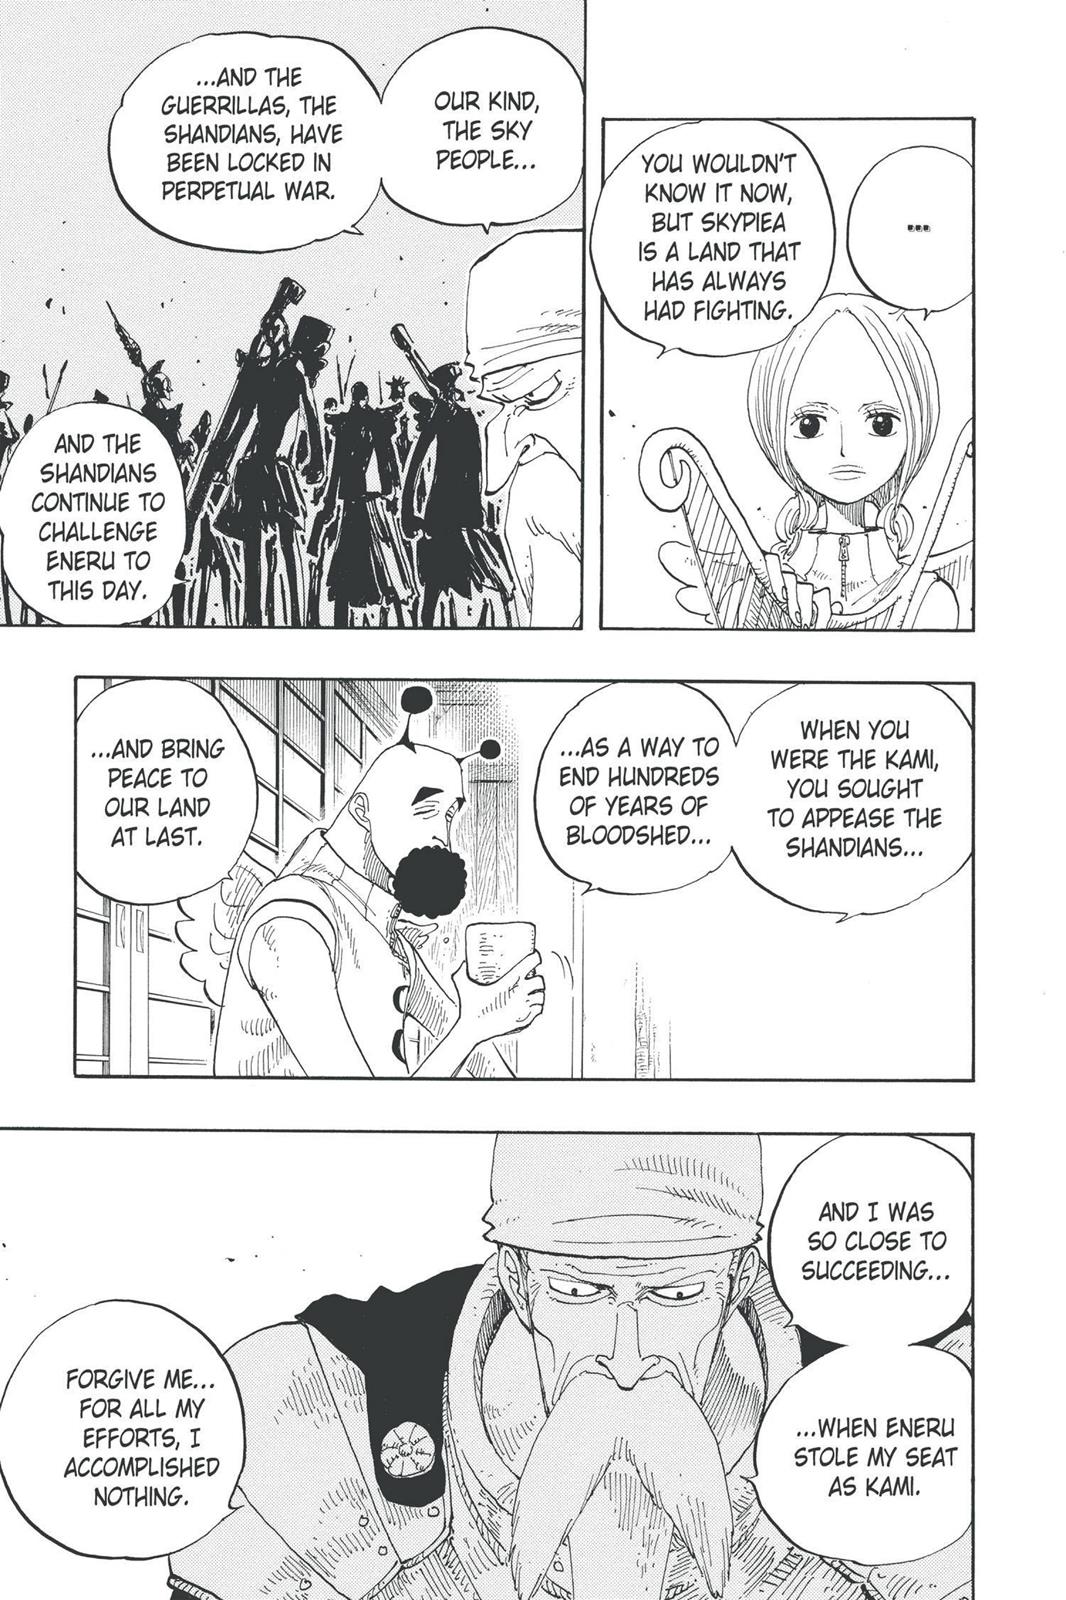 ...
YOU WOULDN'T
KNOW IT NOW,
BUT SKYPIEA
IS A LAND THAT
HAS ALWAYS
HAD FIGHTING.
OUR KIND,
THE SKY
PEOPLE...
...AND THE
GUERRILLAS, THE
SHANDIANS, HAVE
BEEN LOCKED IN
PERPETUAL WAR.
AND THE
SHANDIANS
CONTINUE TO
CHALLENGE
ENERU TO
THIS DAY.
WHEN YOU
WERE THE KAMI,
YOU SOUGHT
TO APPEASE THE
SHANDIANS...
...AS A WAY TO
END HUNDREDS
OF YEARS OF
BLOODSHED...
...AND BRING
PEACE TO
OUR LAND
AT LAST.
AND I WAS
SO CLOSE TO
SUCCEEDING...
...WHEN ENERU
STOLE MY SEAT
AS KAMI.
FORGIVE ME...
FOR ALL MY
EFFORTS, I
ACCOMPLISHED
NOTHING.